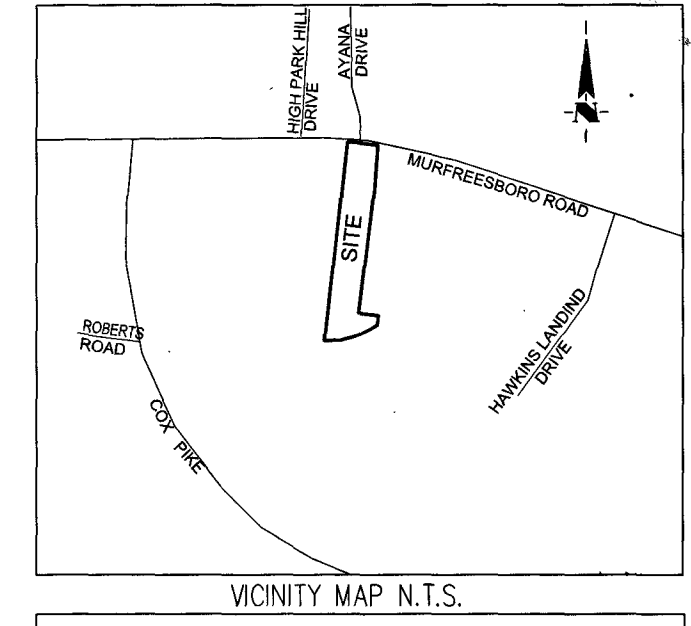 HIGH PARK HILL
DRIVE
AYANA
DRIVE
N
MURFREESBORO ROAD
SITE
ROBERTS
ROAD
HAWKINS LANDIND
DRIVE
COX PIKE
VICINITY MAP N.T.S.